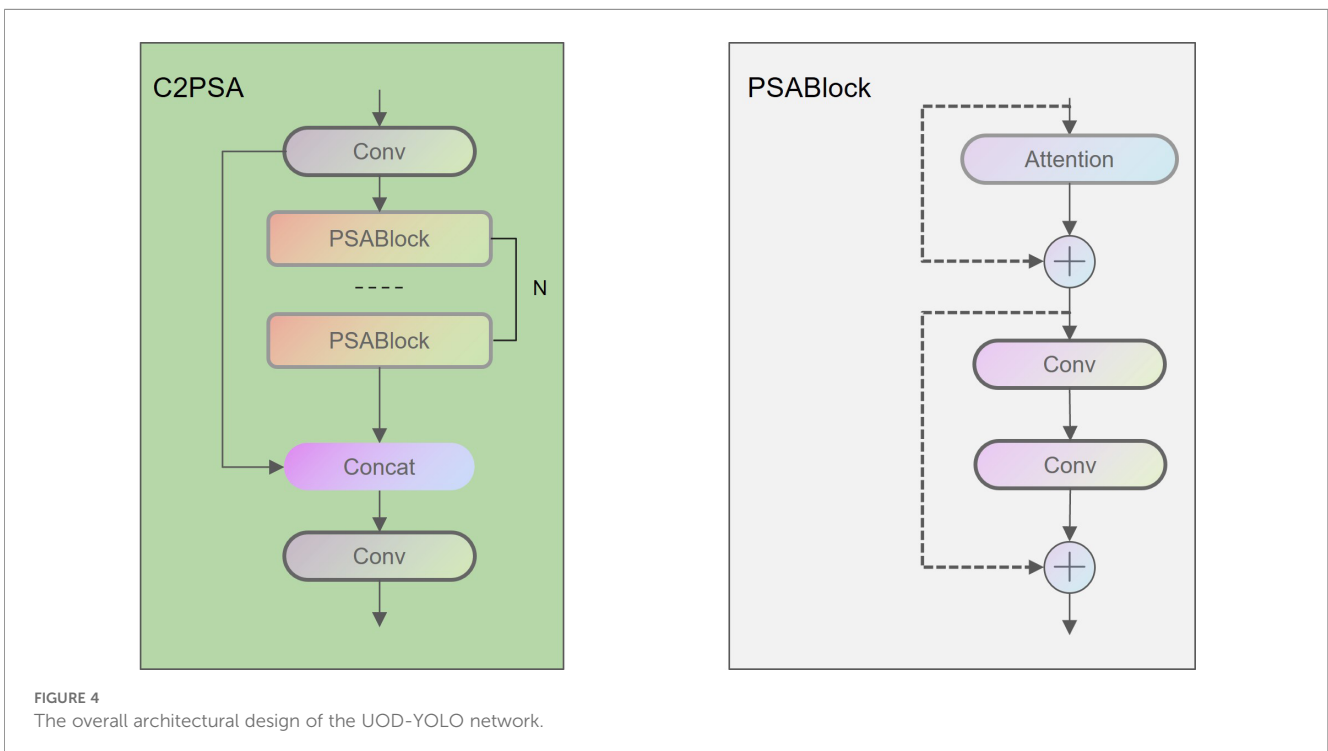 C2PSA
Conv
PSABlock
N
PSABlock
Concat
Conv
PSABlock
Attention
Conv
Conv
FIGURE 4
The overall architectural design of the UOD-YOLO network.